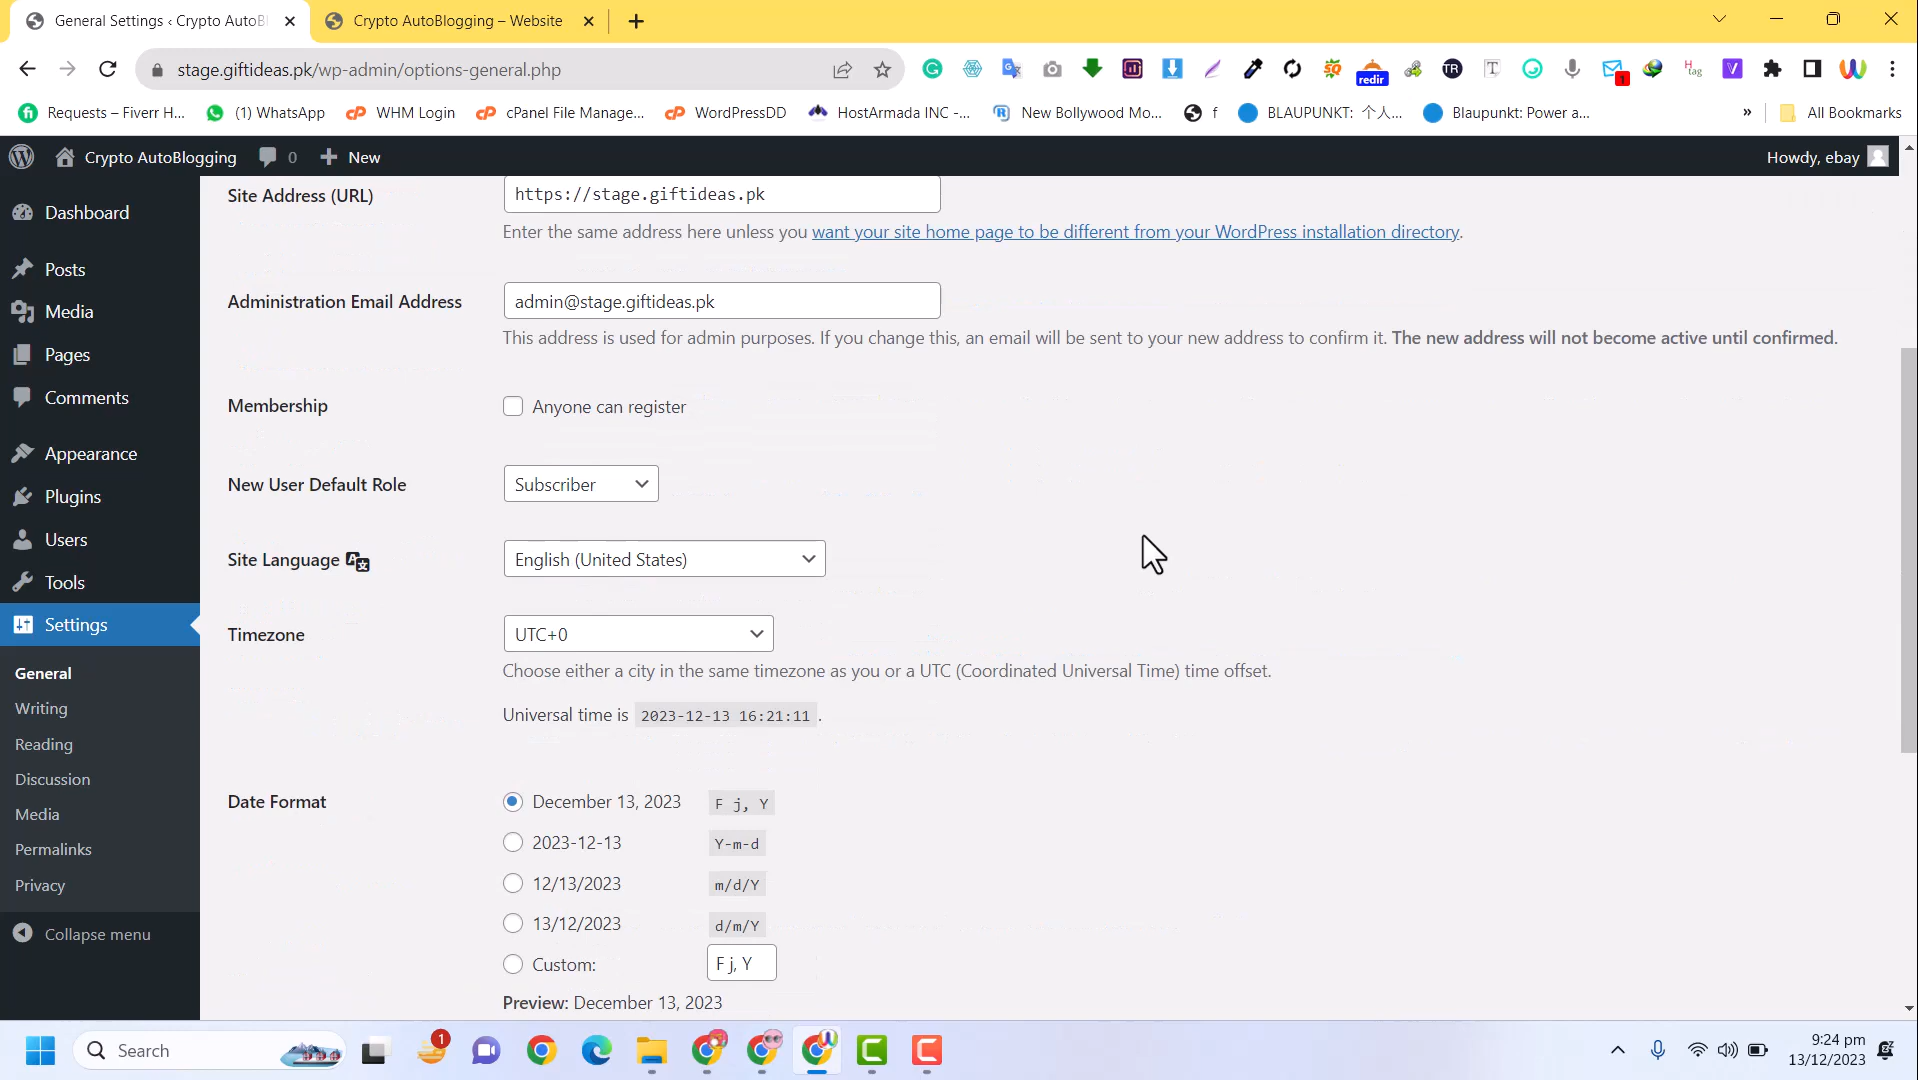 General Settings ‹ Crypto AutoBl
Crypto AutoBlogging – Website
stage.giftideas.pk/wp-admin/options-general.php
redir
TR
T
1
H
tag
V
Requests – Fiverr H...
(1) WhatsApp
WHM Login
cPanel File Manage...
WordPressDD
HostArmada INC -...
New Bollywood Mo...
f
BLAUPUNKT: 个人...
Blaupunkt: Power a...
»
All Bookmarks
Crypto AutoBlogging
0
New
Howdy, ebay
Dashboard
Posts
Media
Pages
Comments
Appearance
Plugins
Users
Tools
Settings
General
Writing
Reading
Discussion
Media
Permalinks
Privacy
Collapse menu
Site Address (URL)
https://stage.giftideas.pk
Enter the same address here unless you want your site home page to be different from your WordPress installation directory.
Administration Email Address
admin@stage.giftideas.pk
This address is used for admin purposes. If you change this, an email will be sent to your new address to confirm it. The new address will not become active until confirmed.
Membership
Anyone can register
New User Default Role
Subscriber
Site Language
English (United States)
Timezone
UTC+0
Choose either a city in the same timezone as you or a UTC (Coordinated Universal Time) time offset.
Universal time is 2023-12-13 16:21:11 .
Date Format
December 13, 2023 F j, Y
2023-12-13 Y-m-d
12/13/2023 m/d/Y
13/12/2023 d/m/Y
Custom: F j, Y
Preview: December 13, 2023
Search
1
9:24 pm
13/12/2023